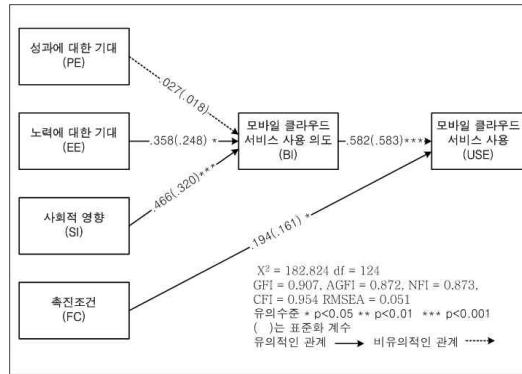 성과에 대한 기대
(PE)
.027(.018)
노력에 대한 기대
(EE)
.358(.248) *
모바일 클라우드
서비스 사용 의도
(BI)
.582(.583)***
모바일 클라우드
서비스 사용
(USE)
.466(.320)***
사회적 영향
(SI)
.194(.161) *
촉진조건
(FC)
X² = 182.824 df = 124
GFI = 0.907, AGFI = 0.872, NFI = 0.873,
CFI = 0.954 RMSEA = 0.051
유의수준 * p<0.05 ** p<0.01 *** p<0.001
( )는 표준화 계수
유의적인 관계 비유의적인 관계